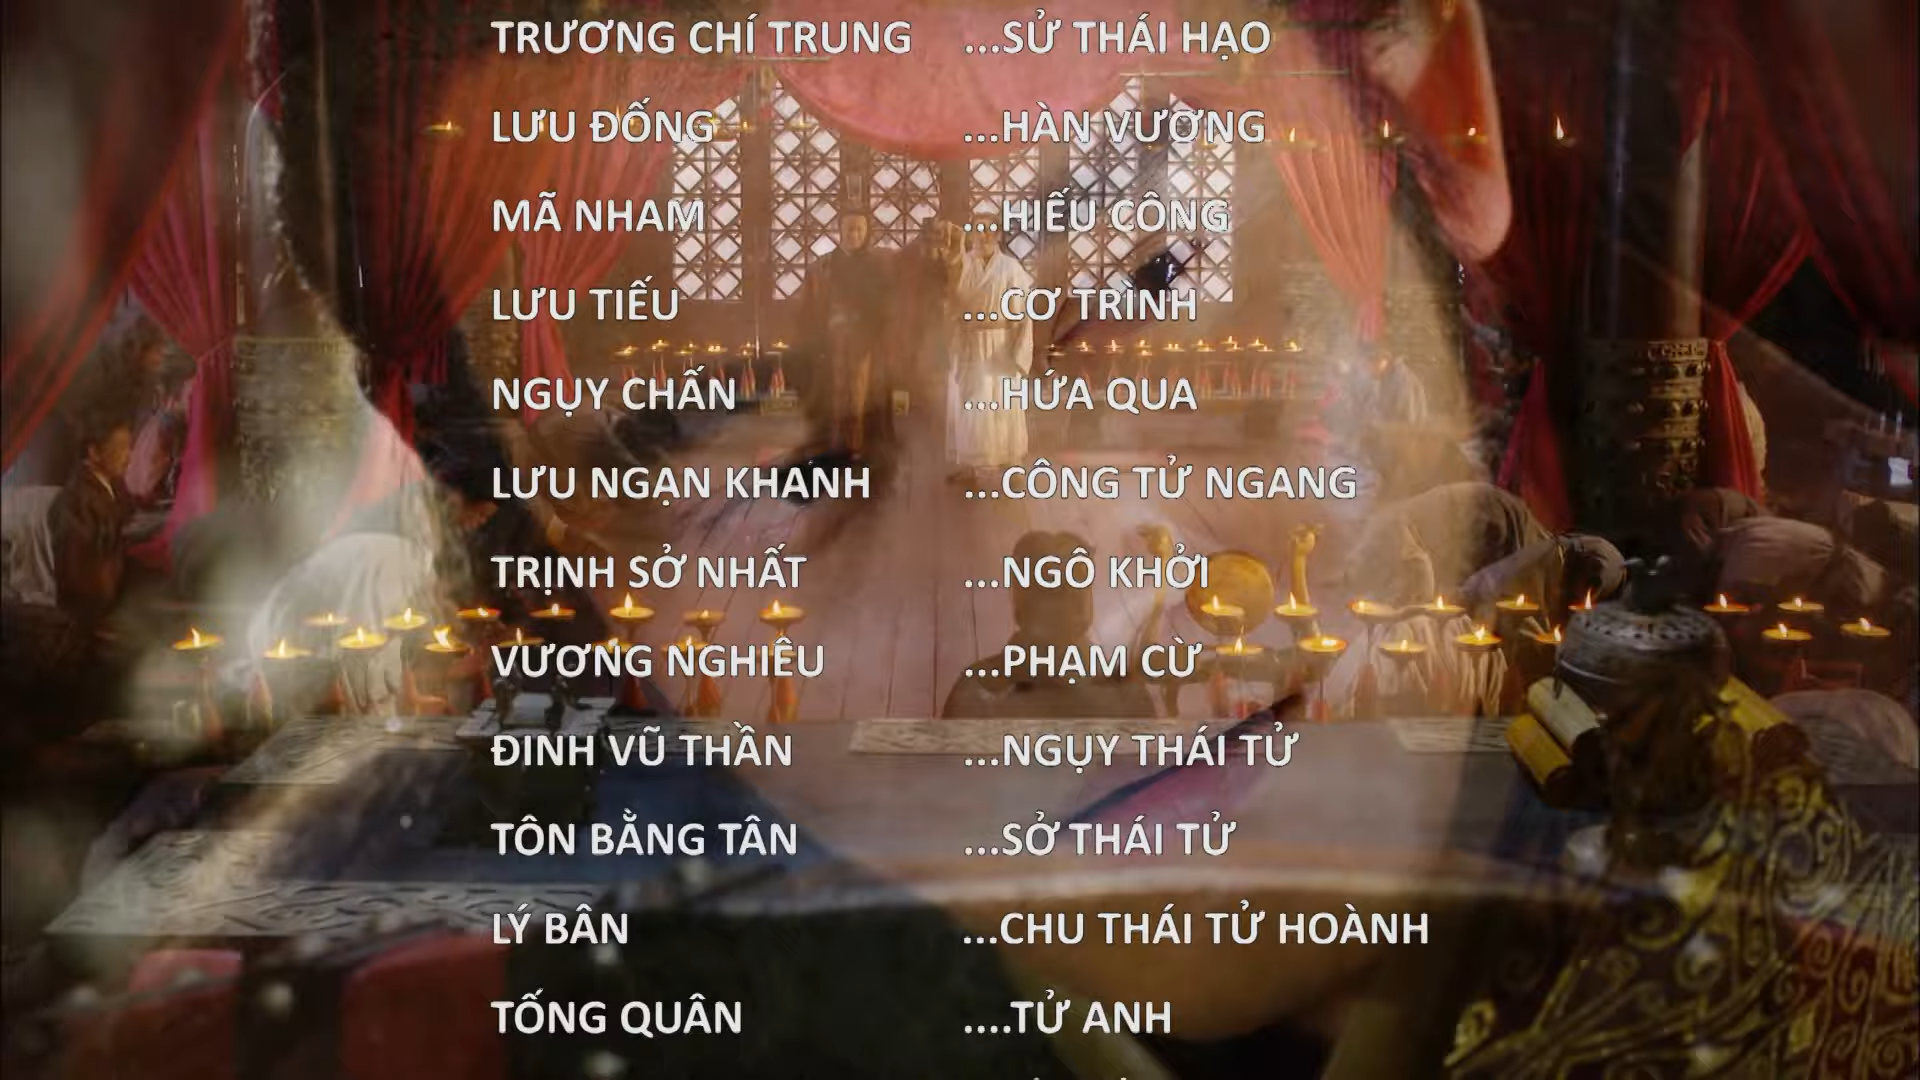 TRƯƠNG CHÍ TRUNG ...SỬ THÁI HẠO
LƯU ĐỐNG ...HÀN VƯƠNG
MÃ NHAM ...HIẾU CÔNG
LƯU TIẾU ...CƠ TRÌNH
NGỤY CHẤN ...HỨA QUA
LƯU NGẠN KHANH ...CÔNG TỬ NGANG
TRỊNH SỞ NHẤT ...NGÔ KHỞI
VƯƠNG NGHIÊU ...PHẠM CỪ
ĐINH VŨ THẦN ...NGỤY THÁI TỬ
TÔN BẰNG TÂN ...SỞ THÁI TỬ
LÝ BÂN ...CHU THÁI TỬ HOÀNH
TỐNG QUÂN ....TỬ ANH